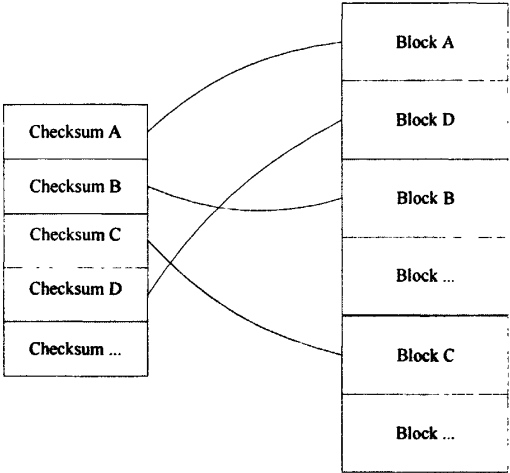 Checksum A
Checksum B
Checksum C
Checksum D
Checksum ...
Block A
Block D
Block B
Block ...
Block C
Block ...